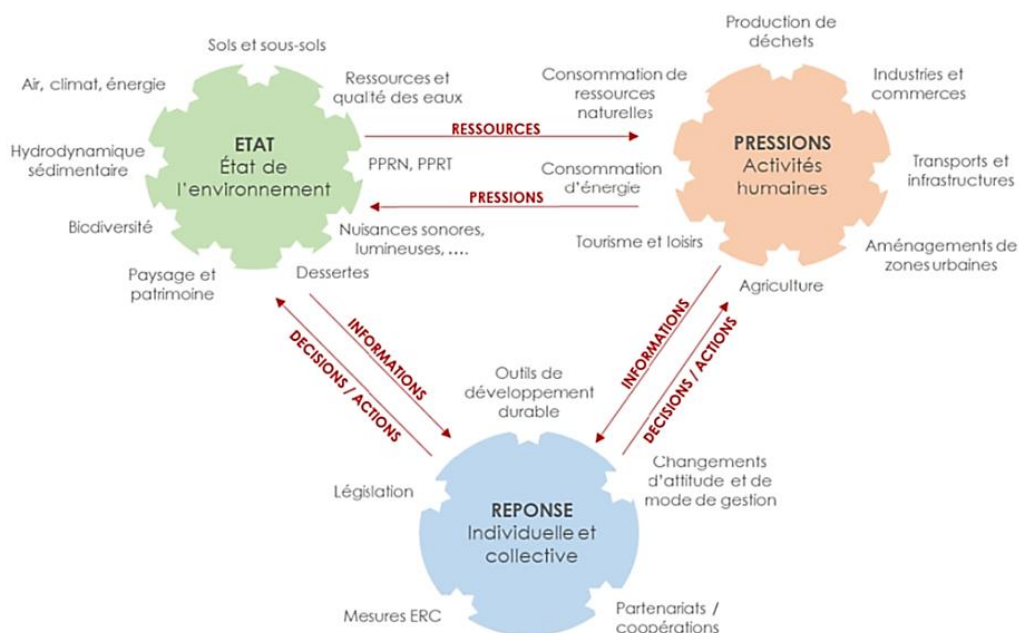 Production de
déchets
Sols et sous-sols
Air, climat, énergie
Ressources et
qualité des eaux
Consommation de
ressources
naturelles
Industries et
commerces
RESSOURCES
ETAT
État de
l'environnement
PRESSIONS
Activités
humaines
Hydrodynamique
sédimentaire
PPRN, PPRT
Consommation
d'énergie
Transports et
infrastructures
PRESSIONS
Biodiversité
Nuisances sonores,
lumineuses, ....
Tourisme et loisirs
Aménagements de
zones urbaines
Paysage et
patrimoine
Dessertes
Agriculture
INFORMATIONS
DECISIONS / ACTIONS
INFORMATIONS
DECISIONS / ACTIONS
Outils de
développement
durable
Législation
Changements
d'attitude et de
mode de gestion
REPONSE
Individuelle et
collective
Mesures ERC
Partenariats /
coopérations